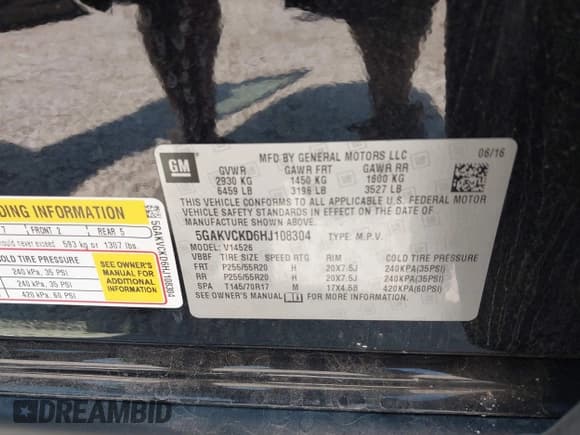 GM
MFD BY GENERAL MOTORS LLC
06/16
GVWR GAWR FRT GAWR RR
2930 KG 1450 KG 1600 KG
6459 LB 3196 LB 3527 LB
THIS VEHICLE CONFORMS TO ALL APPLICABLE U.S. FEDERAL MOTOR
VEHICLE SAFETY STANDARDS IN EFFECT ON THE DATE OF
MANUFACTURE SHOWN ABOVE.
5GAKVCKD6HJ108304 TYPE: M.P.V.
MODEL: V14526
VBBF TIRE SIZE SPEED RTG RIM COLD TIRE PRESSURE
FRT P255/55R20 H 20X7.5J 240KPA(35PSI)
RR P255/55R20 H 20X7.5J 240KPA(35PSI)
SPA T145/70R17 M 17X4.5B 420KPA(60PSI)
SEE OWNER'S MANUAL FOR MORE INFORMATION.
DING INFORMATION
FRONT 2 REAR 5
should never exceed 593 kg or 1307 lbs.
COLD TIRE PRESSURE
240 kPa, 35 PSI
240 kPa, 35 PSI
420 kPa, 60 PSI
SEE OWNER'S
MANUAL FOR
ADDITIONAL
INFORMATION
5GAKVCKD6HJ108304
DREAMBID